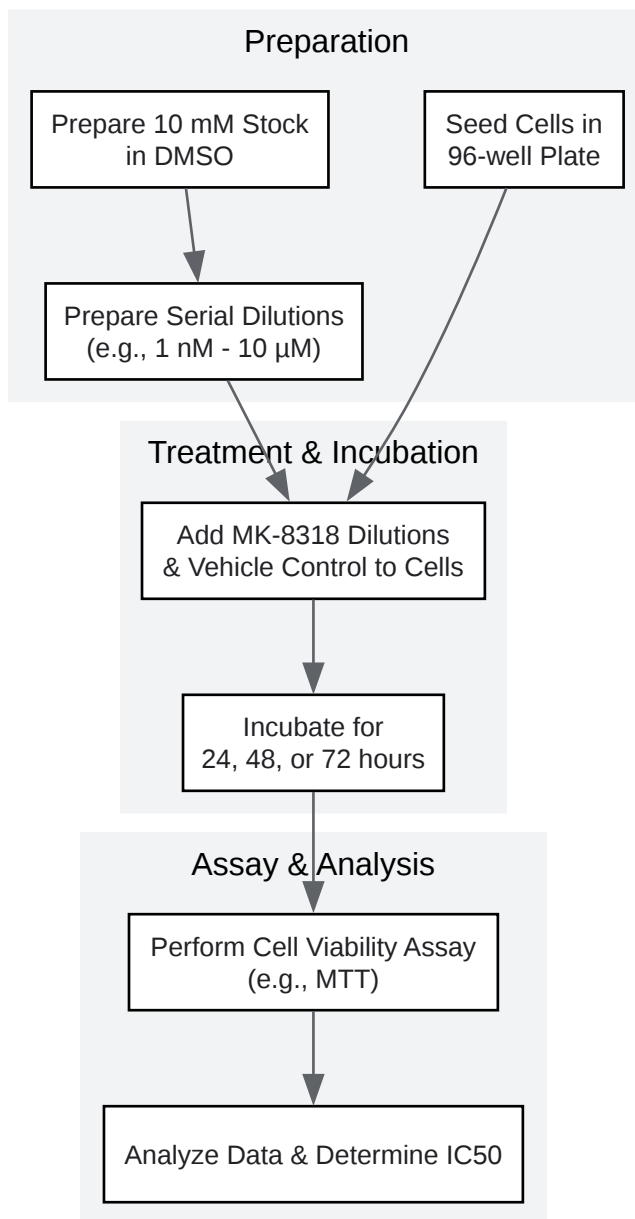 Preparation
Prepare 10 mM Stock
in DMSO
Seed Cells in
96-well Plate
Prepare Serial Dilutions
(e.g., 1 nM - 10 µM)
Treatment & Incubation
Add MK-8318 Dilutions
& Vehicle Control to Cells
Incubate for
24, 48, or 72 hours
Assay & Analysis
Perform Cell Viability Assay
(e.g., MTT)
Analyze Data & Determine IC50